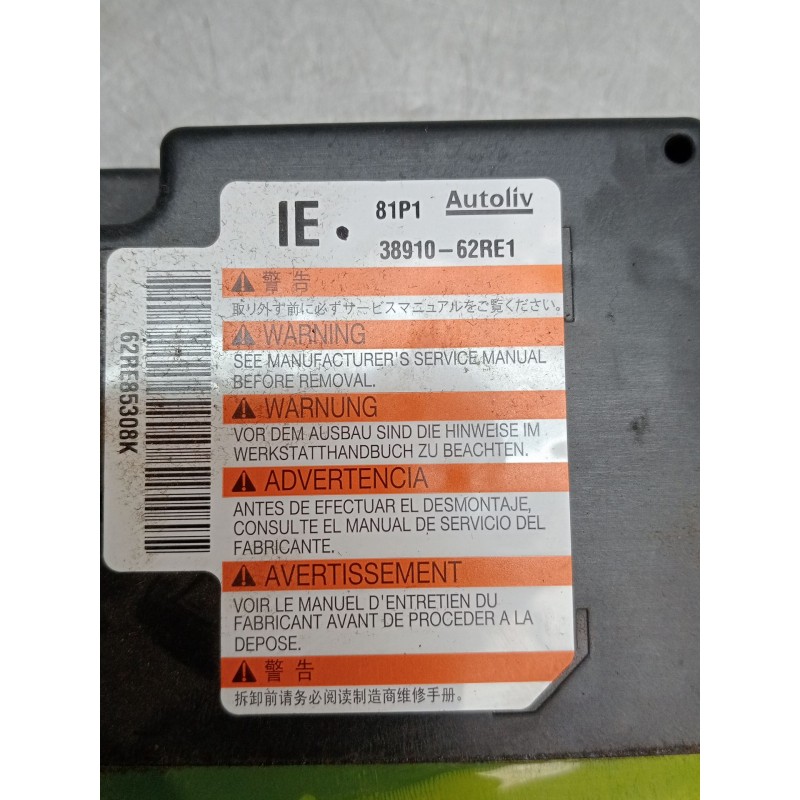 IE. 81P1 Autoliv
38910-62RE1
62RE85308K
警告
取り外す前に必ずサービスマニュアルをご覧ください。
WARNING
SEE MANUFACTURER'S SERVICE MANUAL
BEFORE REMOVAL.
WARNUNG
VOR DEM AUSBAU SIND DIE HINWEISE IM
WERKSTATTHANDBUCH ZU BEACHTEN.
ADVERTENCIA
ANTES DE EFECTUAR EL DESMONTAJE,
CONSULTE EL MANUAL DE SERVICIO DEL
FABRICANTE.
AVERTISSEMENT
VOIR LE MANUEL D'ENTRETIEN DU
FABRICANT AVANT DE PROCEDER A LA
DEPOSE.
警告
拆卸前请务必阅读制造商维修手册。